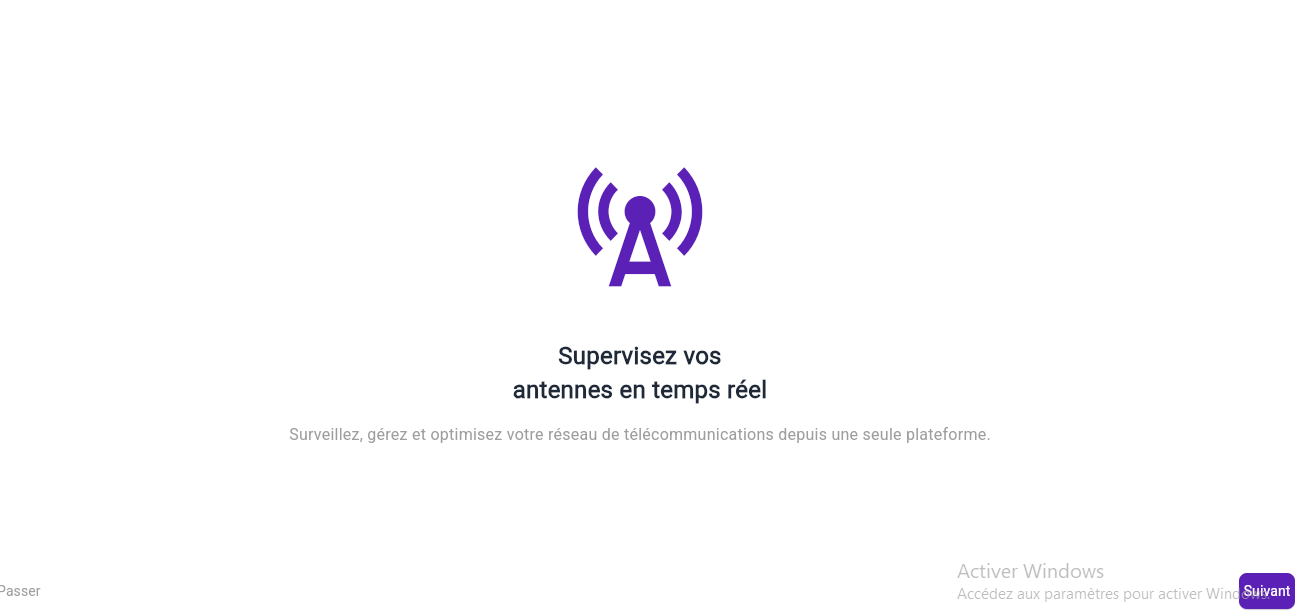 Supervisez vos
antennes en temps réel
Surveillez, gérez et optimisez votre réseau de télécommunications depuis une seule plateforme.
Passer
Activer Windows
Accédez aux paramètres pour activer Windows.
Suivant